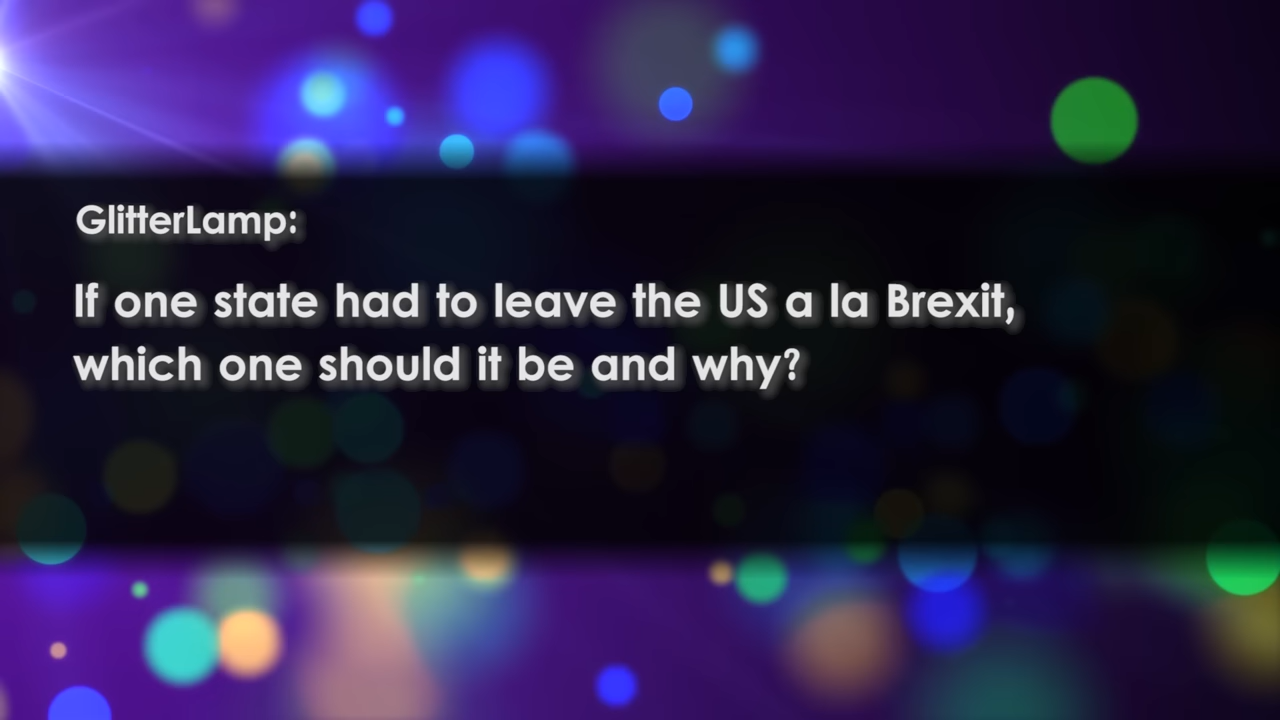 GlitterLamp:
If one state had to leave the US a la Brexit,
which one should it be and why?